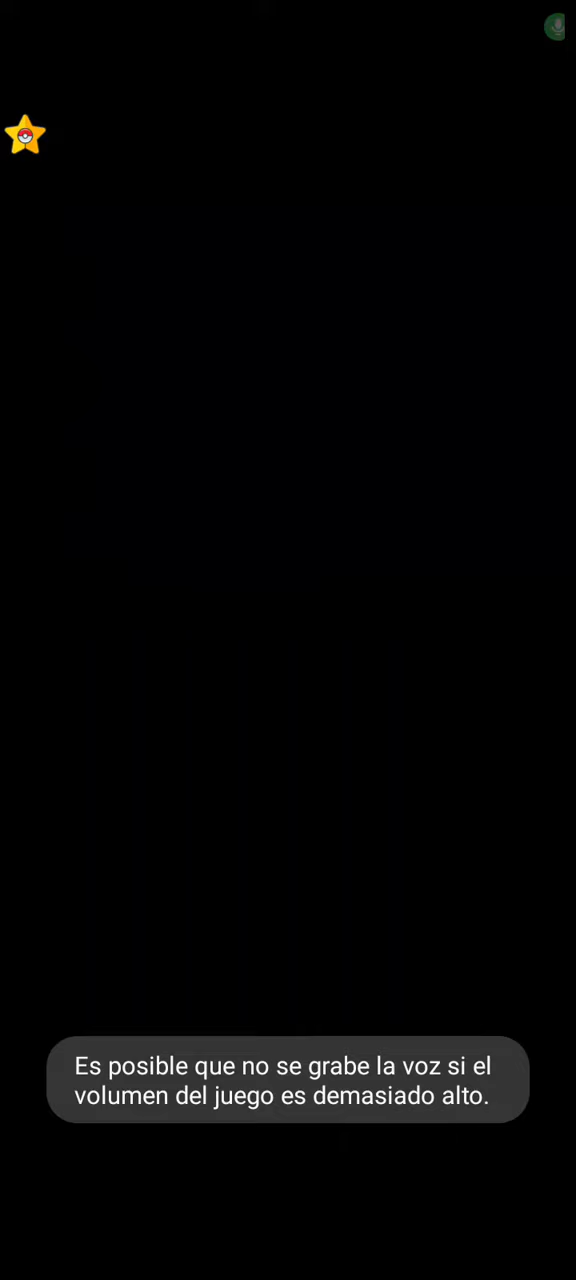 Es posible que no se grabe la voz si el
volumen del juego es demasiado alto.